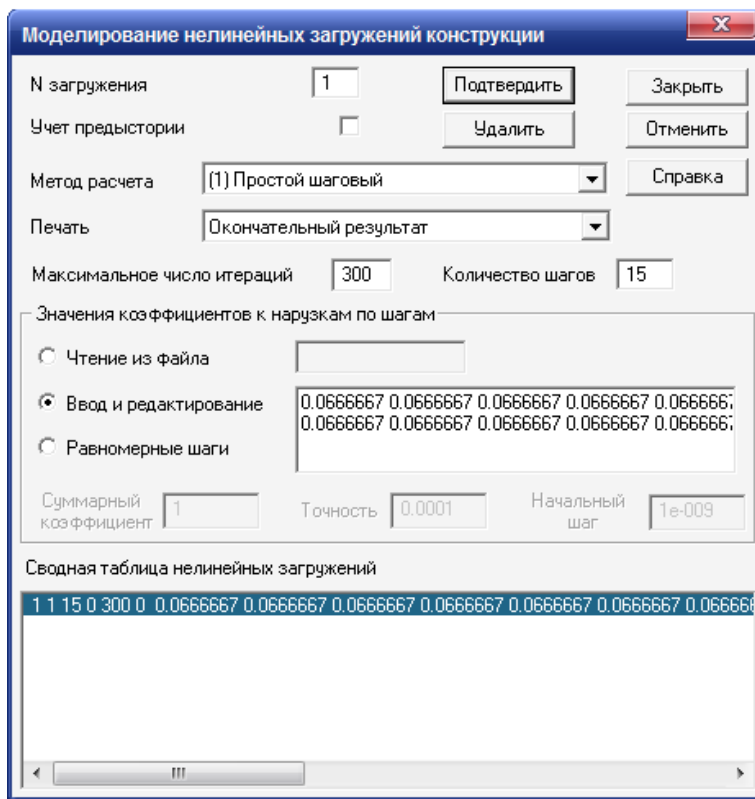 Моделирование нелинейных загружений конструкции
N загружения 1 Подтвердить Закрыть
Учет предыстории Удалить Отменить
Метод расчета (1) Простой шаговый Справка
Печать Окончательный результат
Максимальное число итераций 300 Количество шагов 15
Значения коэффициентов к нарузкам по шагам
Чтение из файла
Ввод и редактирование
0.0666667 0.0666667 0.0666667 0.0666667 0.0666667
0.0666667 0.0666667 0.0666667 0.0666667 0.0666667
Равномерные шаги
Суммарный коэффициент 1 Точность 0.0001 Начальный шаг 1e-009
Сводная таблица нелинейных загружений
1 1 15 0 300 0 0.0666667 0.0666667 0.0666667 0.0666667 0.0666667 0.066666